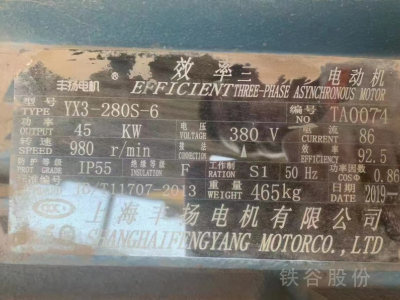 丰扬电机 ® 效率三 电动机
EFFICIENT THREE-PHASE ASYNCHRONOUS MOTOR
型号 TYPE YX3-280S-6 编号 NO TA0074
功率 OUTPUT 45 KW 电压 VOLTAGE 380 V 电流 CURRENT 86
转速 SPEED 980 r/min 接法 CONNECTION △ 效率 EFFICIENCY 92.5
防护等级 PROT GRADE IP55 绝缘等级 INSULATION F 工作制 RATION S1 50 Hz 功率因数 COS 0.86
标准编 /T11707-2013 重量 WEIGHT 465kg 日期 DATE 2019-
上海丰扬电机有限公司
SHANGHAIFENGYANG MOTORCO.,LTD
铁谷股份